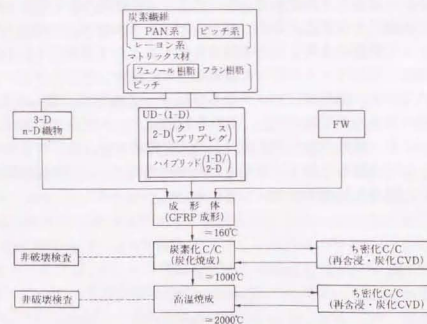 炭素繊維
PAN系 ピッチ系
レーヨン系
マトリックス材
フェノール樹脂 フラン樹脂
ピッチ
3-D
n-D織物
UD-(1-D)
2-D(クロス プリプレグ)
ハイブリッド(1-D/2-D)
FW
成形体
(CFRP成形)
≃160℃
非破壊検査
炭素化C/C
(炭化焼成)
ち密化C/C
(再含浸・炭化CVD)
≃1000℃
非破壊検査
高温焼成
ち密化C/C
(再含浸・炭化CVD)
≃2000℃